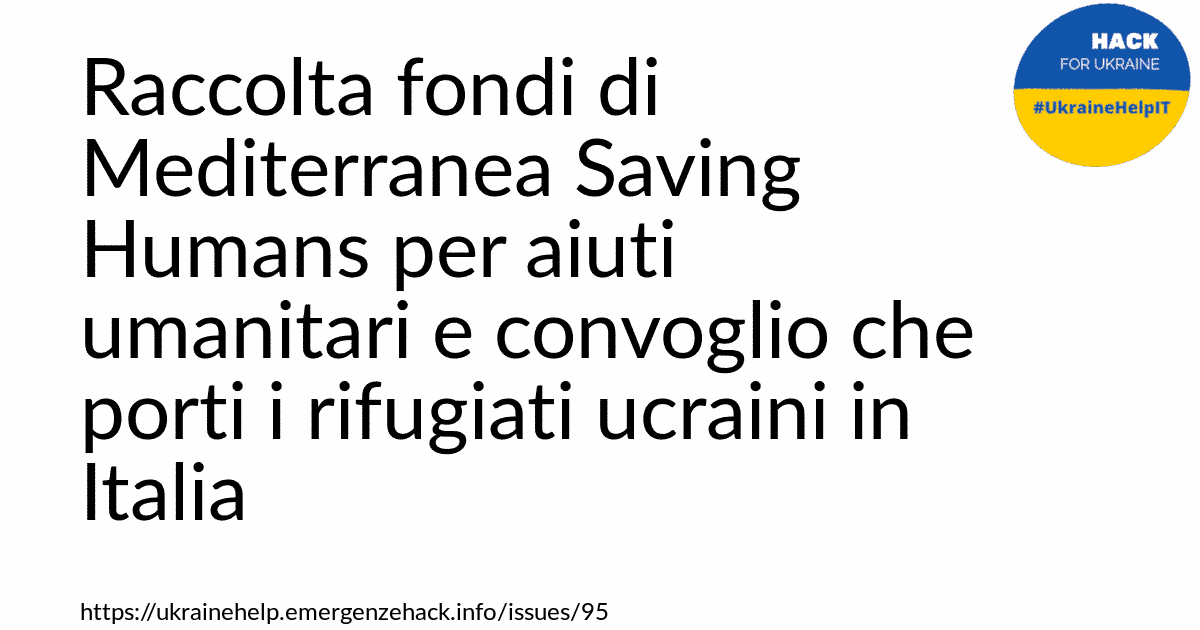 Raccolta fondi di
Mediterranea Saving
Humans per aiuti
umanitari e convoglio che
porti i rifugiati ucraini in
Italia
HACK
FOR UKRAINE
#UkraineHelpIT
https://ukrainehelp.emergenzehack.info/issues/95